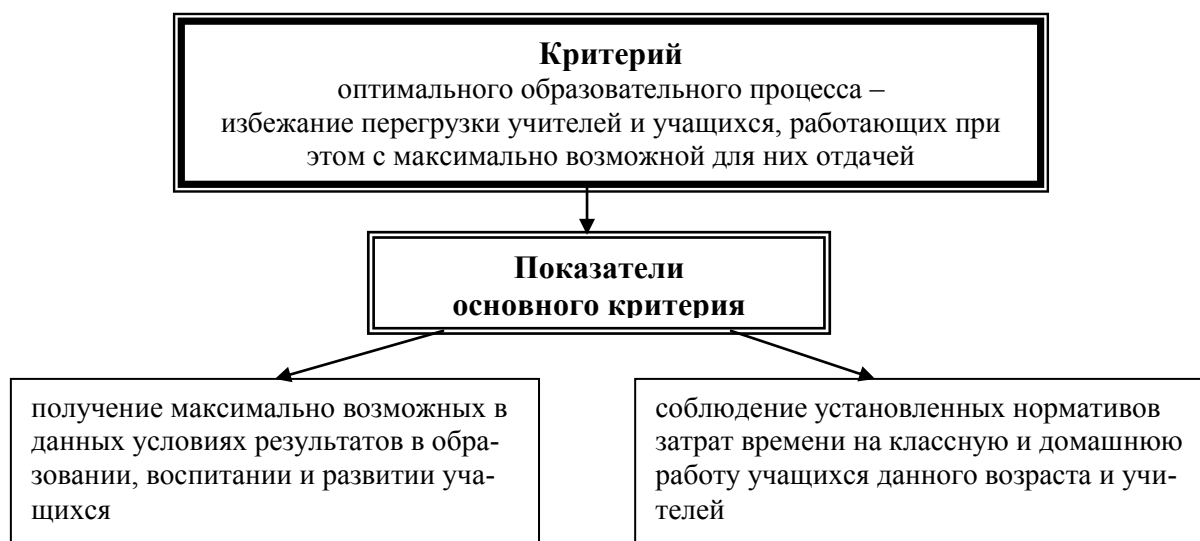 Критерий
оптимального образовательного процесса –
избежание перегрузки учителей и учащихся, работающих при
этом с максимально возможной для них отдачей
Показатели
основного критерия
получение максимально возможных в
данных условиях результатов в обра-
зовании, воспитании и развитии уча-
щихся
соблюдение установленных нормативов
затрат времени на классную и домашнюю
работу учащихся данного возраста и учи-
телей